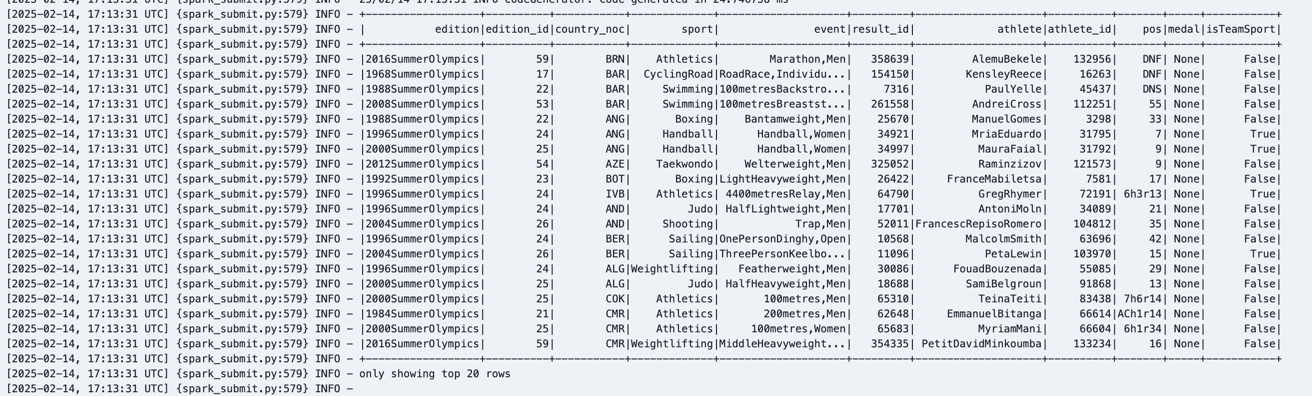 [2025-02-14, 17:13:31 UTC] {spark_submit.py:579} INFO - 25/02/14 17:13:31 INFO CodeGenerator: Code generated in 24.746758 ms
[2025-02-14, 17:13:31 UTC] {spark_submit.py:579} INFO - +------------------+----------+-----------+-------------+--------------------+---------+--------------------+----------+------+-----+-----------+
[2025-02-14, 17:13:31 UTC] {spark_submit.py:579} INFO - | edition|edition_id|country_noc| sport| event|result_id| athlete|athlete_id| pos|medal|isTeamSport|
[2025-02-14, 17:13:31 UTC] {spark_submit.py:579} INFO - +------------------+----------+-----------+-------------+--------------------+---------+--------------------+----------+------+-----+-----------+
[2025-02-14, 17:13:31 UTC] {spark_submit.py:579} INFO - |2016SummerOlympics| 59| BRN| Athletics| Marathon,Men| 358639| AlemuBekele| 132956| DNF| None| False|
[2025-02-14, 17:13:31 UTC] {spark_submit.py:579} INFO - |1968SummerOlympics| 17| BAR| CyclingRoad|RoadRace,Individu...| 154150| KensleyReece| 16263| DNF| None| False|
[2025-02-14, 17:13:31 UTC] {spark_submit.py:579} INFO - |1988SummerOlympics| 22| BAR| Swimming|100metresBackstro...| 7316| PaulYelle| 45437| DNS| None| False|
[2025-02-14, 17:13:31 UTC] {spark_submit.py:579} INFO - |2008SummerOlympics| 53| BAR| Swimming|100metresBreastst...| 261558| AndreiCross| 112251| 55| None| False|
[2025-02-14, 17:13:31 UTC] {spark_submit.py:579} INFO - |1988SummerOlympics| 22| ANG| Boxing| Bantamweight,Men| 25670| ManuelGomes| 3298| 33| None| False|
[2025-02-14, 17:13:31 UTC] {spark_submit.py:579} INFO - |1996SummerOlympics| 24| ANG| Handball| Handball,Women| 34921| MriaEduardo| 31795| 7| None| True|
[2025-02-14, 17:13:31 UTC] {spark_submit.py:579} INFO - |2000SummerOlympics| 25| ANG| Handball| Handball,Women| 34997| MauraFaial| 31792| 9| None| True|
[2025-02-14, 17:13:31 UTC] {spark_submit.py:579} INFO - |2012SummerOlympics| 54| AZE| Taekwondo| Welterweight,Men| 325052| Raminzizov| 121573| 9| None| False|
[2025-02-14, 17:13:31 UTC] {spark_submit.py:579} INFO - |1992SummerOlympics| 23| BOT| Boxing|LightHeavyweight,Men| 26422| FranceMabiletsa| 7581| 17| None| False|
[2025-02-14, 17:13:31 UTC] {spark_submit.py:579} INFO - |1996SummerOlympics| 24| IVB| Athletics| 4400metresRelay,Men| 64790| GregRhymer| 72191|6h3r13| None| True|
[2025-02-14, 17:13:31 UTC] {spark_submit.py:579} INFO - |1996SummerOlympics| 24| AND| Judo| HalfLightweight,Men| 17701| AntoniMoln| 34089| 21| None| False|
[2025-02-14, 17:13:31 UTC] {spark_submit.py:579} INFO - |2004SummerOlympics| 26| AND| Shooting| Trap,Men| 52011|FrancescRepisoRomero| 104812| 35| None| False|
[2025-02-14, 17:13:31 UTC] {spark_submit.py:579} INFO - |1996SummerOlympics| 24| BER| Sailing|OnePersonDinghy,Open| 10568| MalcolmSmith| 63696| 42| None| False|
[2025-02-14, 17:13:31 UTC] {spark_submit.py:579} INFO - |2004SummerOlympics| 26| BER| Sailing|ThreePersonKeelbo...| 11096| PetaLewin| 103970| 15| None| True|
[2025-02-14, 17:13:31 UTC] {spark_submit.py:579} INFO - |1996SummerOlympics| 24| ALG|Weightlifting| Featherweight,Men| 30086| FouadBouzenada| 55085| 29| None| False|
[2025-02-14, 17:13:31 UTC] {spark_submit.py:579} INFO - |2000SummerOlympics| 25| ALG| Judo| HalfHeavyweight,Men| 18688| SamiBelgroun| 91868| 13| None| False|
[2025-02-14, 17:13:31 UTC] {spark_submit.py:579} INFO - |2000SummerOlympics| 25| COK| Athletics| 100metres,Men| 65310| TeinaTeiti| 83438|7h6r14| None| False|
[2025-02-14, 17:13:31 UTC] {spark_submit.py:579} INFO - |1984SummerOlympics| 21| CMR| Athletics| 200metres,Men| 62648| EmmanuelBitanga| 66614|ACh1r14| None| False|
[2025-02-14, 17:13:31 UTC] {spark_submit.py:579} INFO - |2000SummerOlympics| 25| CMR| Athletics| 100metres,Women| 65683| MyriamMani| 66604|6h1r34| None| False|
[2025-02-14, 17:13:31 UTC] {spark_submit.py:579} INFO - |2016SummerOlympics| 59| CMR|Weightlifting|MiddleHeavyweight...| 354335| PetitDavidMinkoumba| 133234| 16| None| False|
[2025-02-14, 17:13:31 UTC] {spark_submit.py:579} INFO - +------------------+----------+-----------+-------------+--------------------+---------+--------------------+----------+------+-----+-----------+
[2025-02-14, 17:13:31 UTC] {spark_submit.py:579} INFO - only showing top 20 rows
[2025-02-14, 17:13:31 UTC] {spark_submit.py:579} INFO -